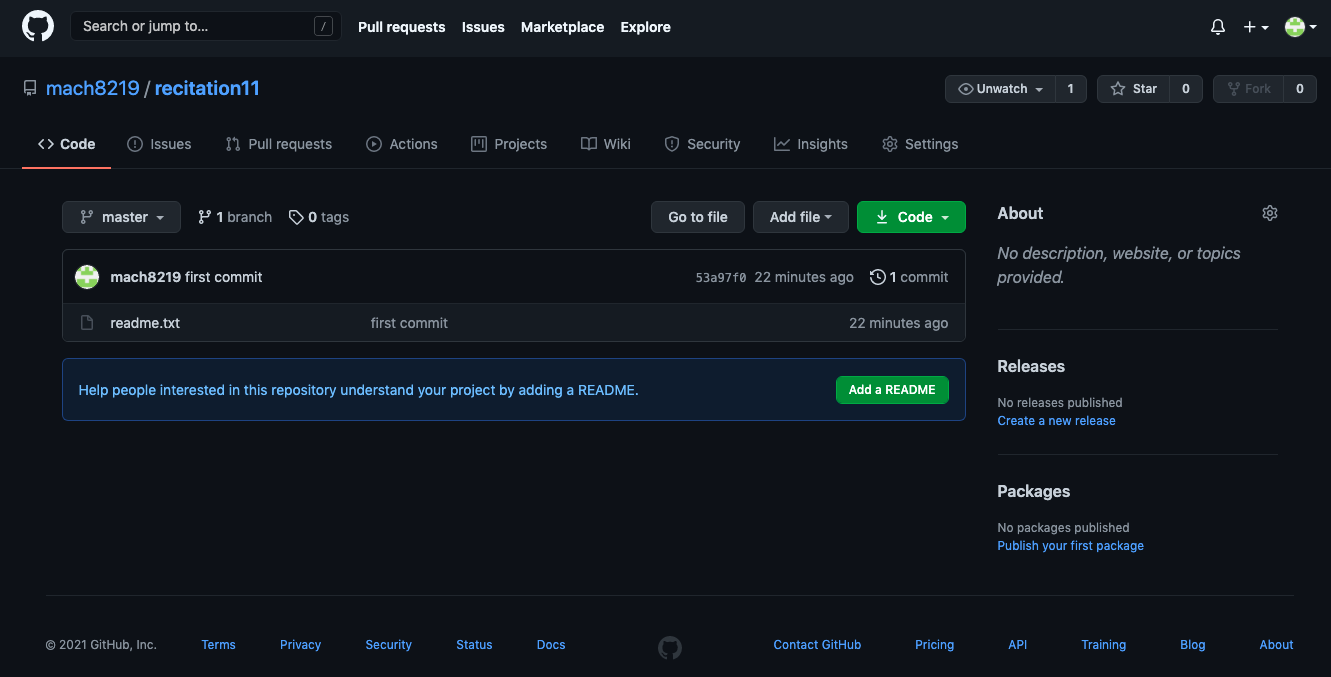 Search or jump to... /
Pull requests Issues Marketplace Explore
mach8219 / recitation11
Unwatch 1 Star 0 Fork 0
Code Issues Pull requests Actions Projects Wiki Security Insights Settings
master 1 branch 0 tags Go to file Add file Code
mach8219 first commit 53a97f0 22 minutes ago 1 commit
readme.txt first commit 22 minutes ago
Help people interested in this repository understand your project by adding a README. Add a README
About
No description, website, or topics
provided.
Releases
No releases published
Create a new release
Packages
No packages published
Publish your first package
© 2021 GitHub, Inc. Terms Privacy Security Status Docs Contact GitHub Pricing API Training Blog About